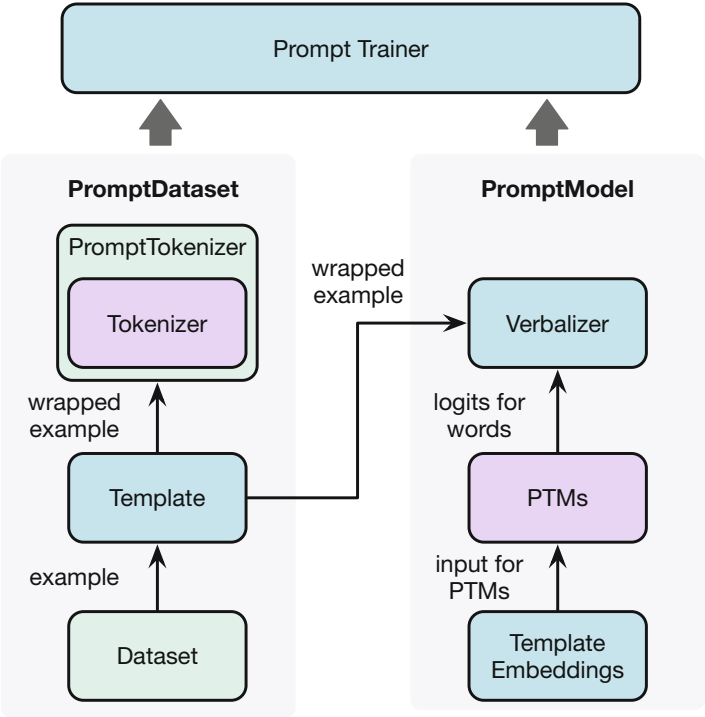 Prompt Trainer
PromptDataset
PromptTokenizer
Tokenizer
wrapped
example
Template
example
Dataset
wrapped
example
PromptModel
Verbalizer
logits for
words
PTMs
input for
PTMs
Template
Embeddings